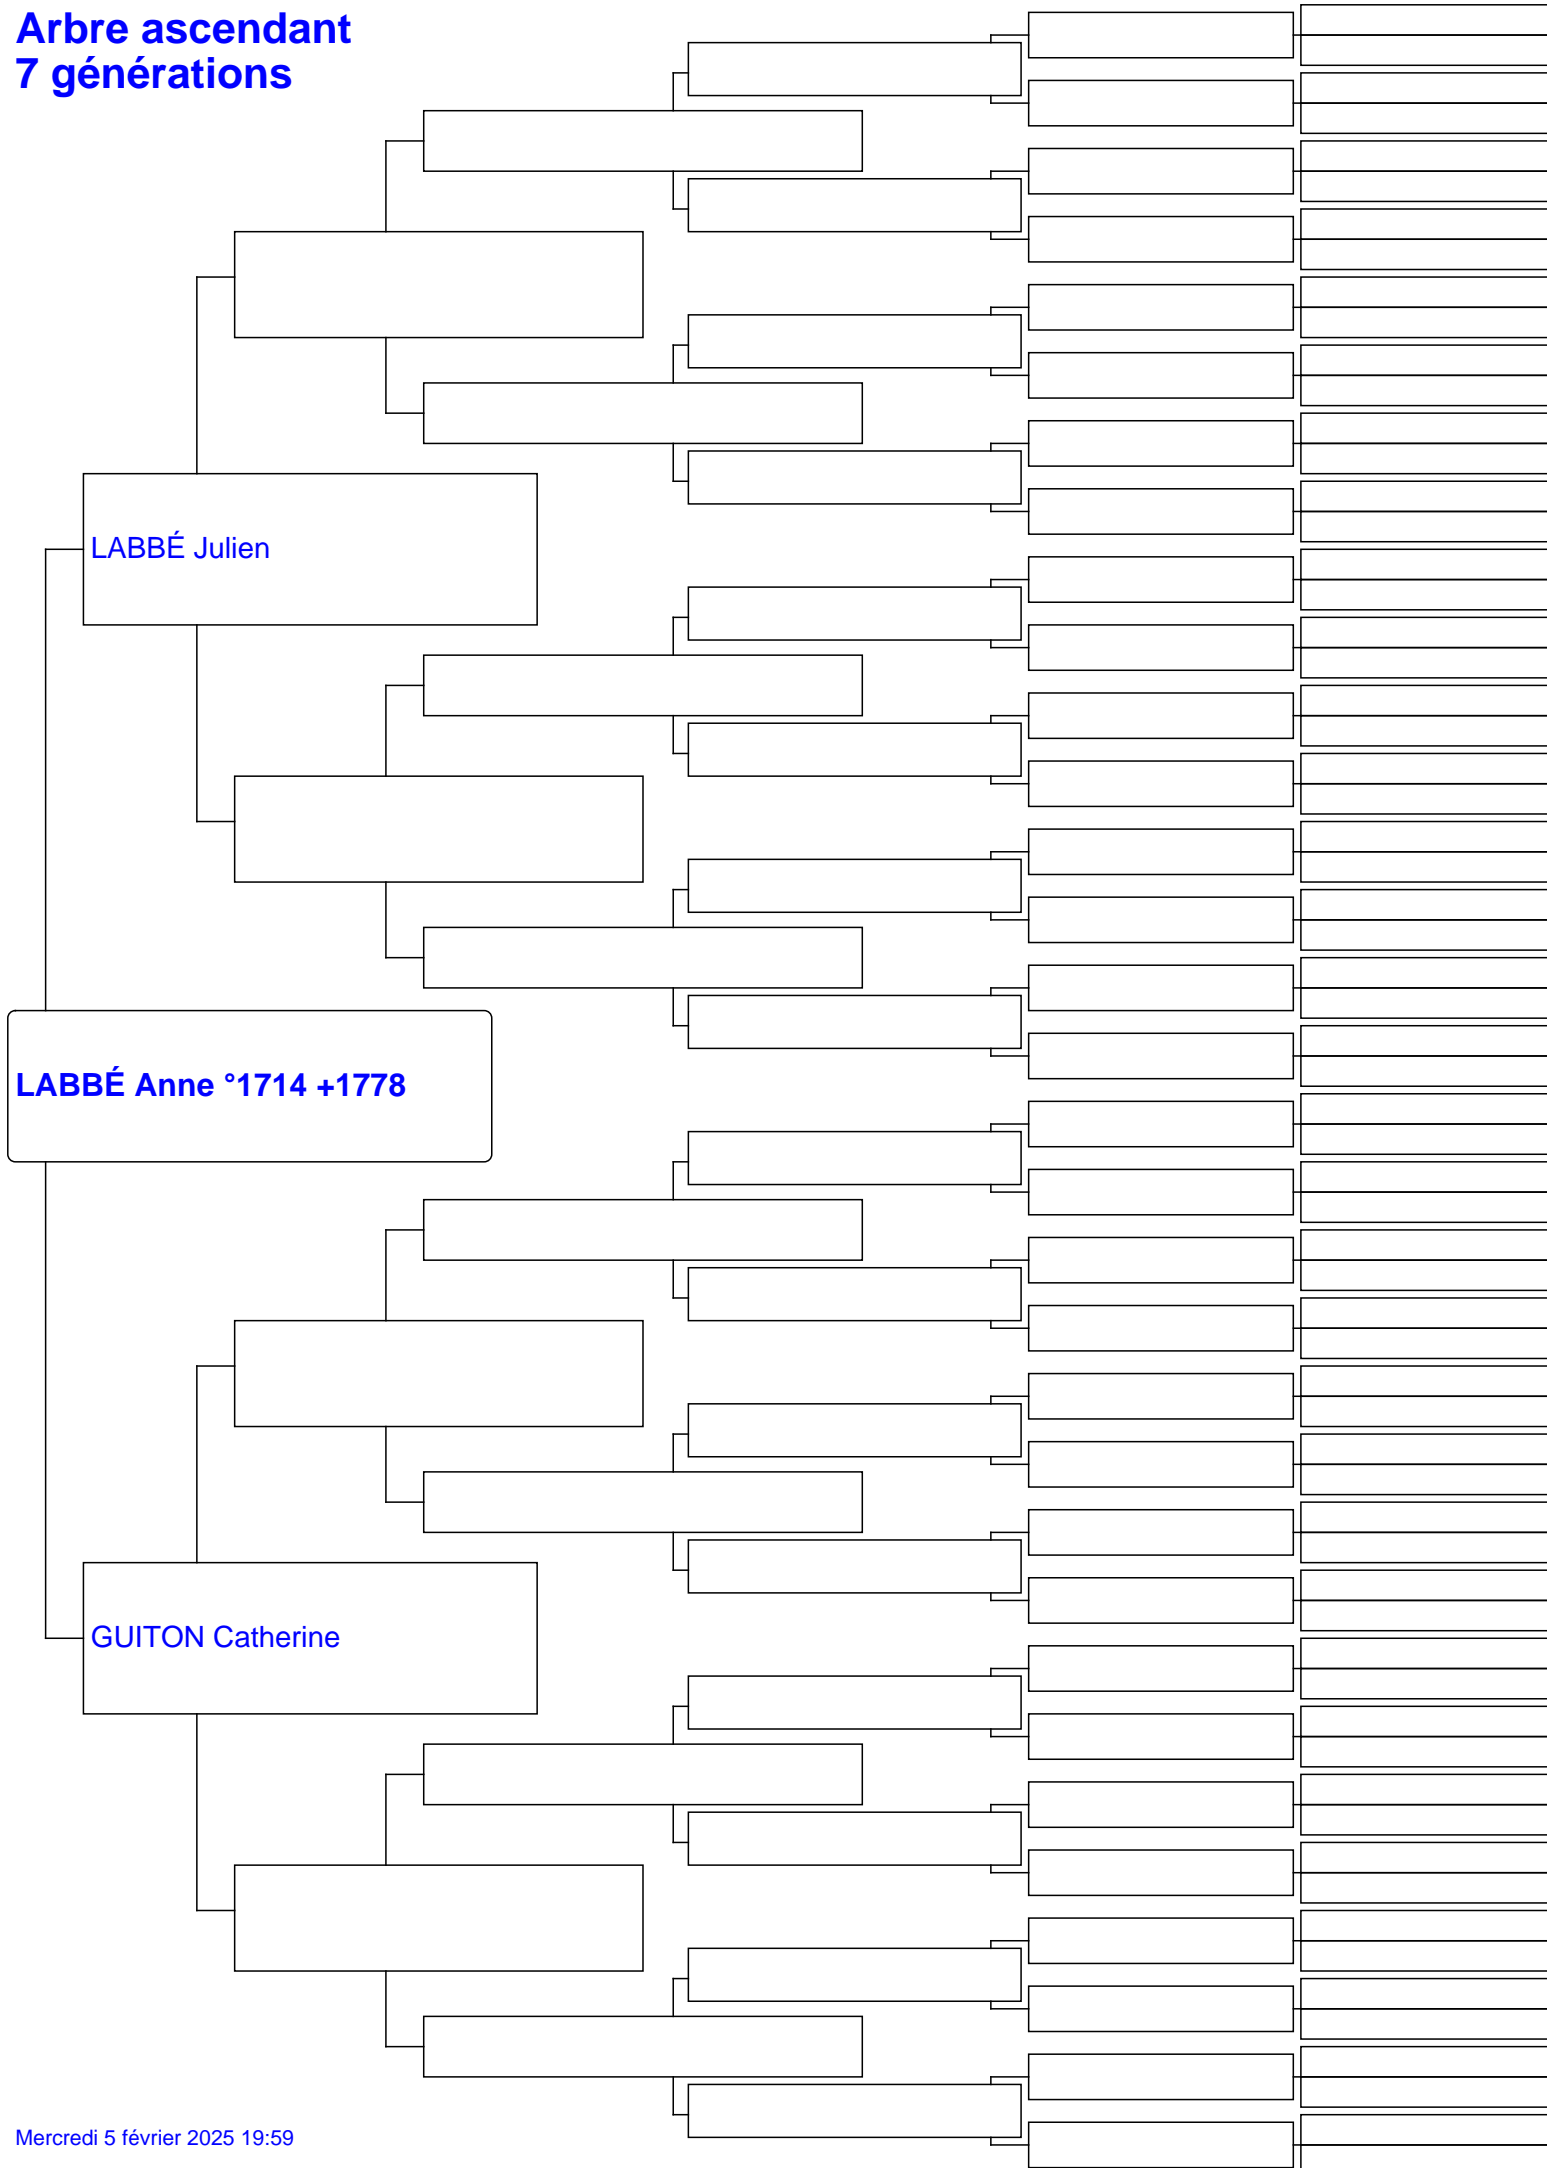 Arbre ascendant
7 générations
LABBÉ Julien
LABBÉ Anne °1714 +1778
GUITON Catherine
Mercredi 5 février 2025 19:59